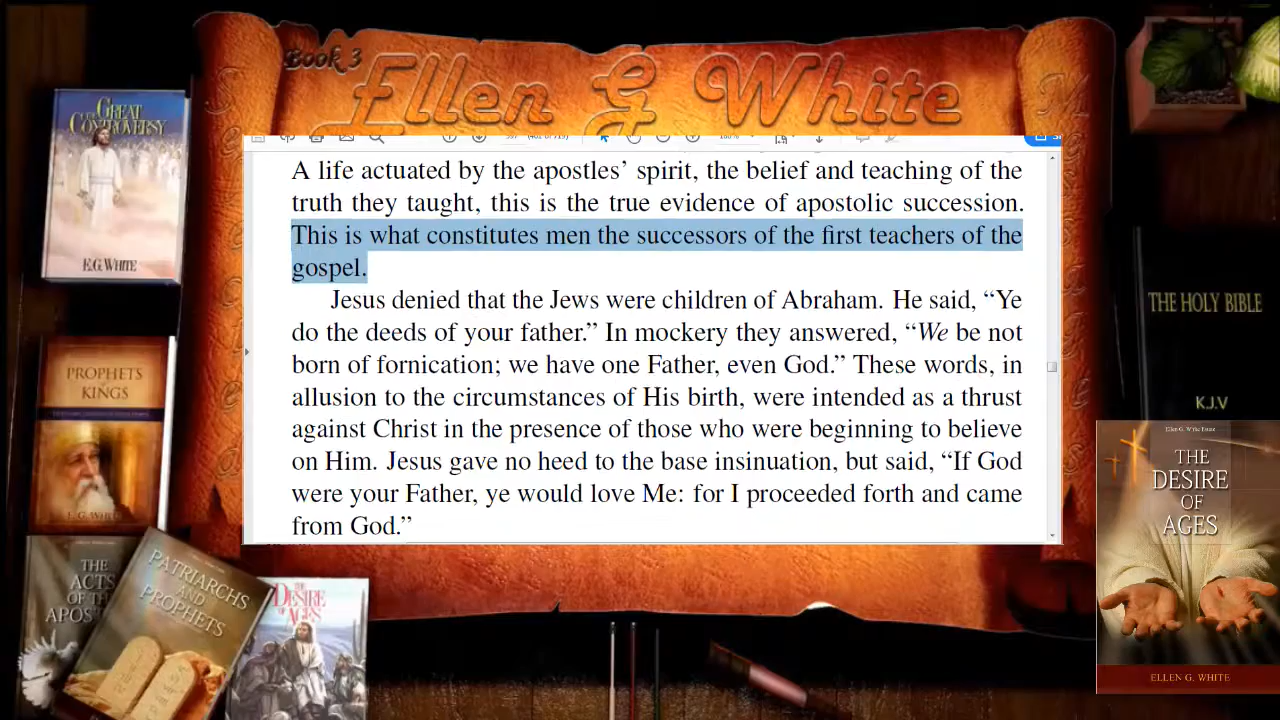 Book 3
Ellen G White
THE GREAT CONTROVERSY
E.G. WHITE
PROPHETS
KINGS
E.G. WHITE
THE
ACTS
OF THE
PATRIARCHS
AND
PROPHETS
THE
DESIRE
OF AGES
A life actuated by the apostles’ spirit, the belief and teaching of the
truth they taught, this is the true evidence of apostolic succession.
This is what constitutes men the successors of the first teachers of the
gospel.
Jesus denied that the Jews were children of Abraham. He said, “Ye
do the deeds of your father.” In mockery they answered, “We be not
born of fornication; we have one Father, even God.” These words, in
allusion to the circumstances of His birth, were intended as a thrust
against Christ in the presence of those who were beginning to believe
on Him. Jesus gave no heed to the base insinuation, but said, “If God
were your Father, ye would love Me: for I proceeded forth and came
from God.”
THE HOLY BIBLE
K.J.V
Ellen G. White Estate
THE
DESIRE
OF
AGES
ELLEN G. WHITE